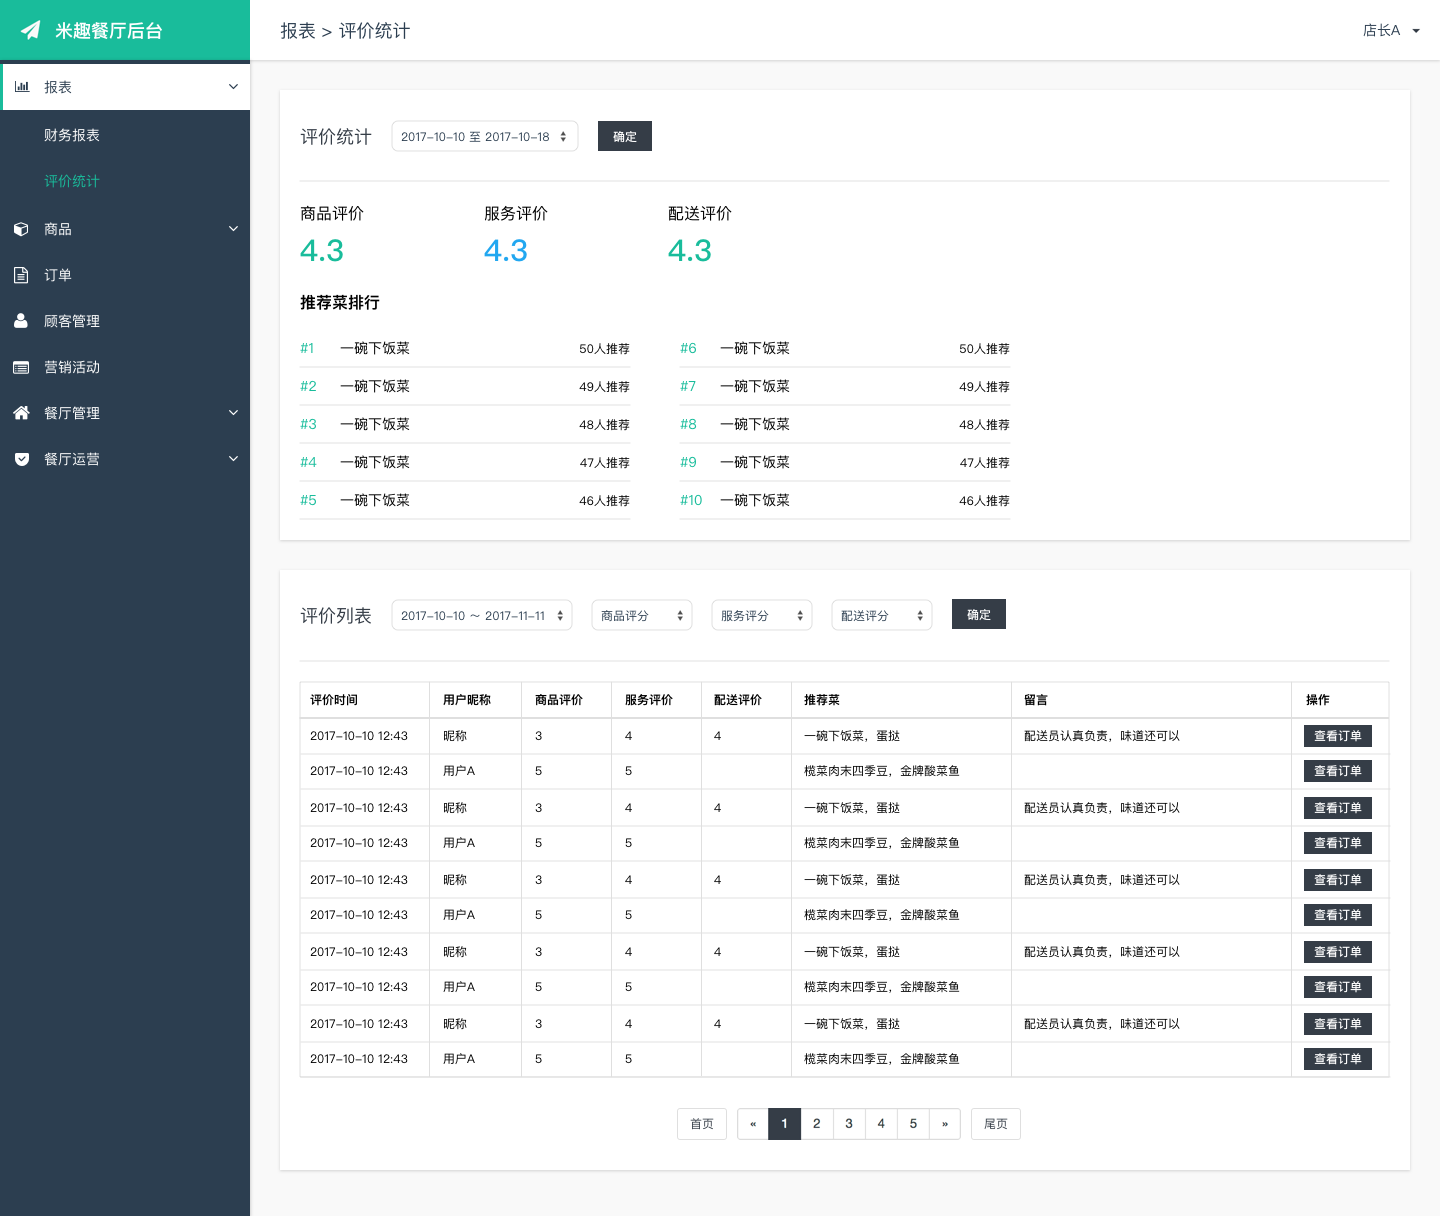 米趣餐厅后台
报表 > 评价统计
店长A
报表
财务报表
评价统计
商品
订单
顾客管理
营销活动
餐厅管理
餐厅运营
评价统计 2017-10-10 至 2017-10-18 确定
商品评价 服务评价 配送评价
4.3 4.3 4.3
推荐菜排行
#1 一碗下饭菜 50人推荐 #6 一碗下饭菜 50人推荐
#2 一碗下饭菜 49人推荐 #7 一碗下饭菜 49人推荐
#3 一碗下饭菜 48人推荐 #8 一碗下饭菜 48人推荐
#4 一碗下饭菜 47人推荐 #9 一碗下饭菜 47人推荐
#5 一碗下饭菜 46人推荐 #10 一碗下饭菜 46人推荐
评价列表 2017-10-10 ～ 2017-11-11 商品评分 服务评分 配送评分 确定
评价时间 用户昵称 商品评价 服务评价 配送评价 推荐菜 留言 操作
2017-10-10 12:43 昵称 3 4 4 一碗下饭菜，蛋挞 配送员认真负责，味道还可以 查看订单
2017-10-10 12:43 用户A 5 5 榄菜肉末四季豆，金牌酸菜鱼 查看订单
2017-10-10 12:43 昵称 3 4 4 一碗下饭菜，蛋挞 配送员认真负责，味道还可以 查看订单
2017-10-10 12:43 用户A 5 5 榄菜肉末四季豆，金牌酸菜鱼 查看订单
2017-10-10 12:43 昵称 3 4 4 一碗下饭菜，蛋挞 配送员认真负责，味道还可以 查看订单
2017-10-10 12:43 用户A 5 5 榄菜肉末四季豆，金牌酸菜鱼 查看订单
2017-10-10 12:43 昵称 3 4 4 一碗下饭菜，蛋挞 配送员认真负责，味道还可以 查看订单
2017-10-10 12:43 用户A 5 5 榄菜肉末四季豆，金牌酸菜鱼 查看订单
2017-10-10 12:43 昵称 3 4 4 一碗下饭菜，蛋挞 配送员认真负责，味道还可以 查看订单
2017-10-10 12:43 用户A 5 5 榄菜肉末四季豆，金牌酸菜鱼 查看订单
首页 « 1 2 3 4 5 » 尾页